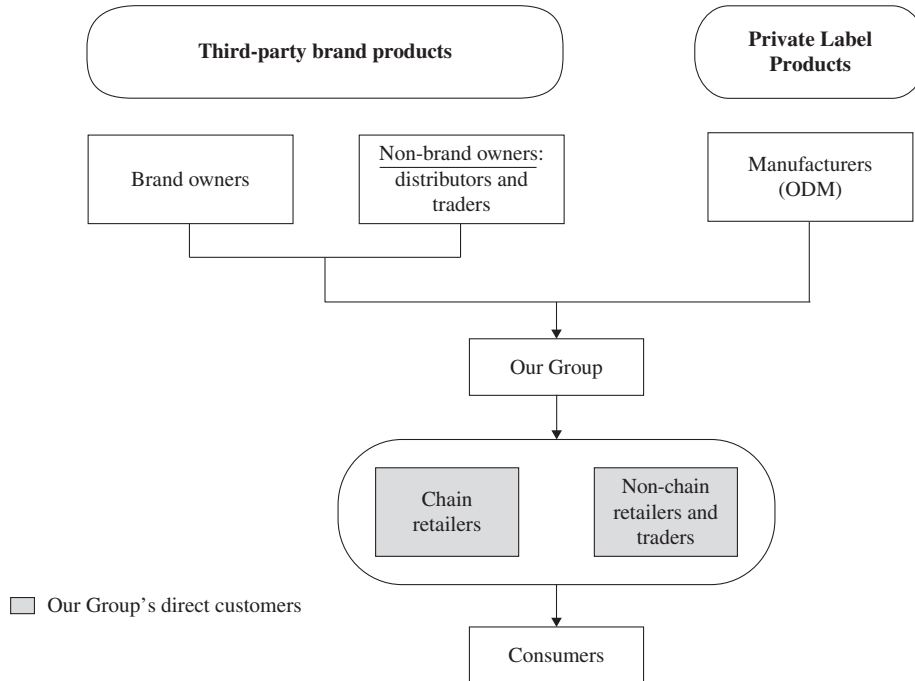 Third-party brand products
Private Label
Products
Brand owners
Non-brand owners:
distributors and
traders
Manufacturers
(ODM)
Our Group
Chain
retailers
Non-chain
retailers and
traders
Our Group’s direct customers
Consumers